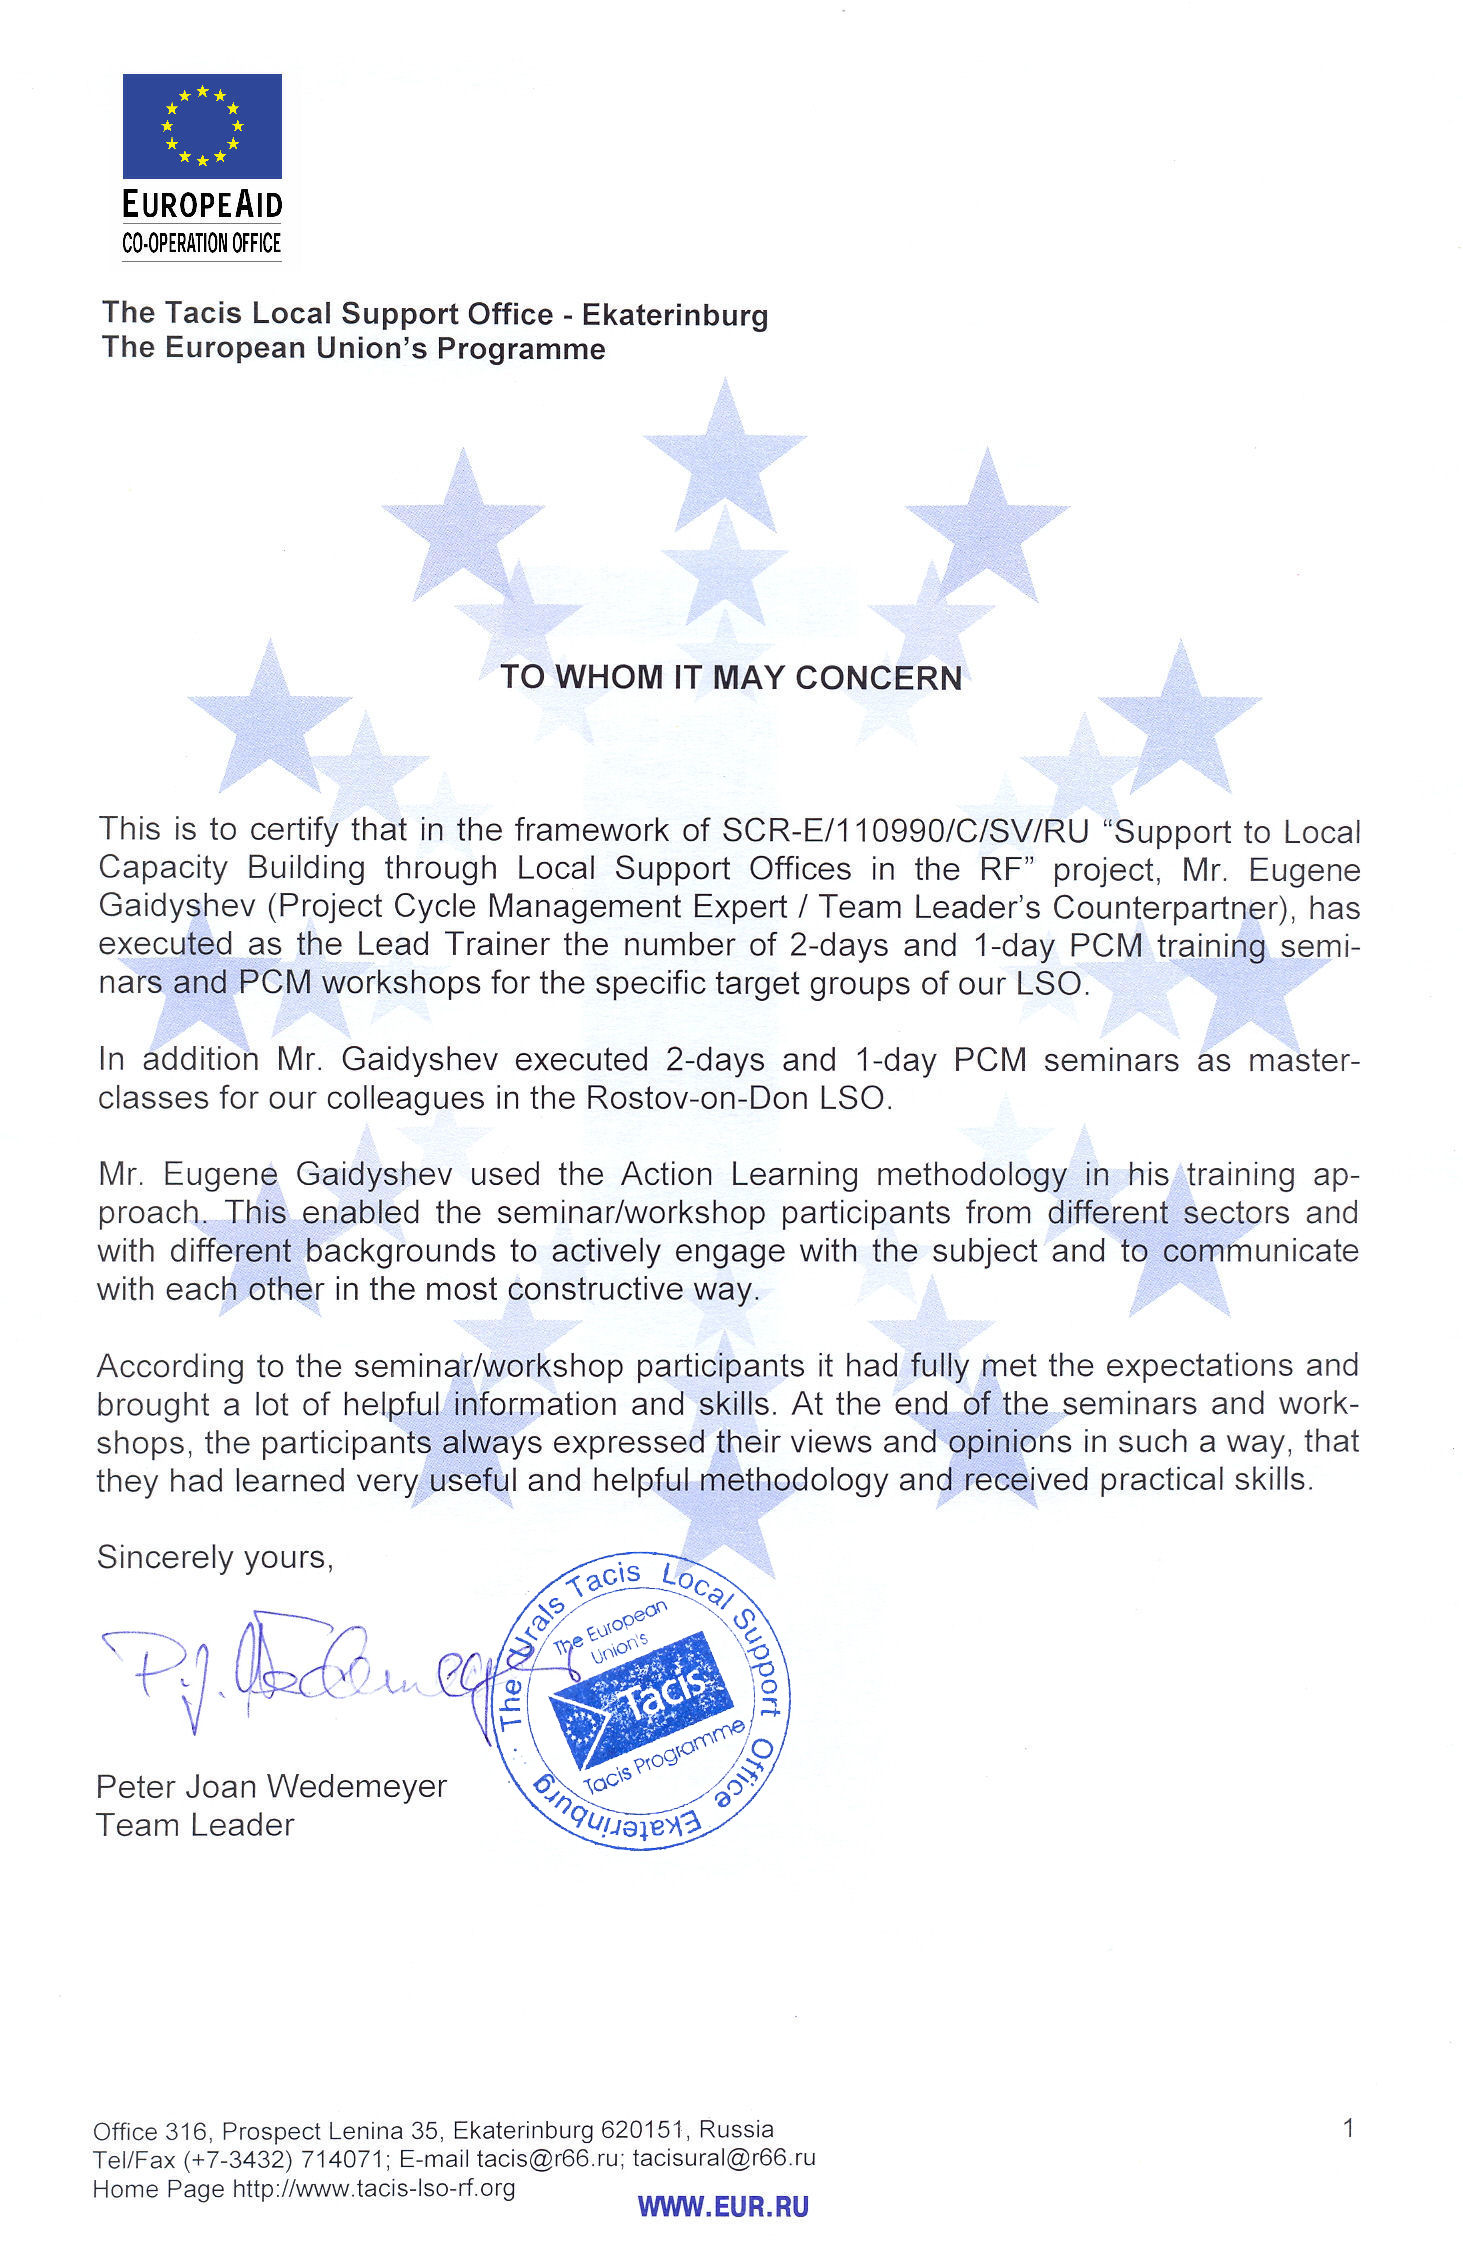 EUROPEAID
CO-OPERATION OFFICE
The Tacis Local Support Office - Ekaterinburg
The European Union's Programme
TO WHOM IT MAY CONCERN
This is to certify that in the framework of SCR-E/110990/C/SV/RU “Support to Local
Capacity Building through Local Support Offices in the RF” project, Mr. Eugene
Gaidyshev (Project Cycle Management Expert / Team Leader’s Counterpartner), has
executed as the Lead Trainer the number of 2-days and 1-day PCM training semi-
nars and PCM workshops for the specific target groups of our LSO.
In addition Mr. Gaidyshev executed 2-days and 1-day PCM seminars as master-
classes for our colleagues in the Rostov-on-Don LSO.
Mr. Eugene Gaidyshev used the Action Learning methodology in his training ap-
proach. This enabled the seminar/workshop participants from different sectors and
with different backgrounds to actively engage with the subject and to communicate
with each other in the most constructive way.
According to the seminar/workshop participants it had fully met the expectations and
brought a lot of helpful information and skills. At the end of the seminars and work-
shops, the participants always expressed their views and opinions in such a way, that
they had learned very useful and helpful methodology and received practical skills.
Sincerely yours,
P.J. Wedemeyer
The Urals Tacis Local Support Office Ekaterinburg
The European
Union's
Tacis
Tacis Programme
Peter Joan Wedemeyer
Team Leader
Office 316, Prospect Lenina 35, Ekaterinburg 620151, Russia
1
Tel/Fax (+7-3432) 714071; E-mail tacis@r66.ru; tacisural@r66.ru
Home Page http://www.tacis-lso-rf.org
WWW.EUR.RU